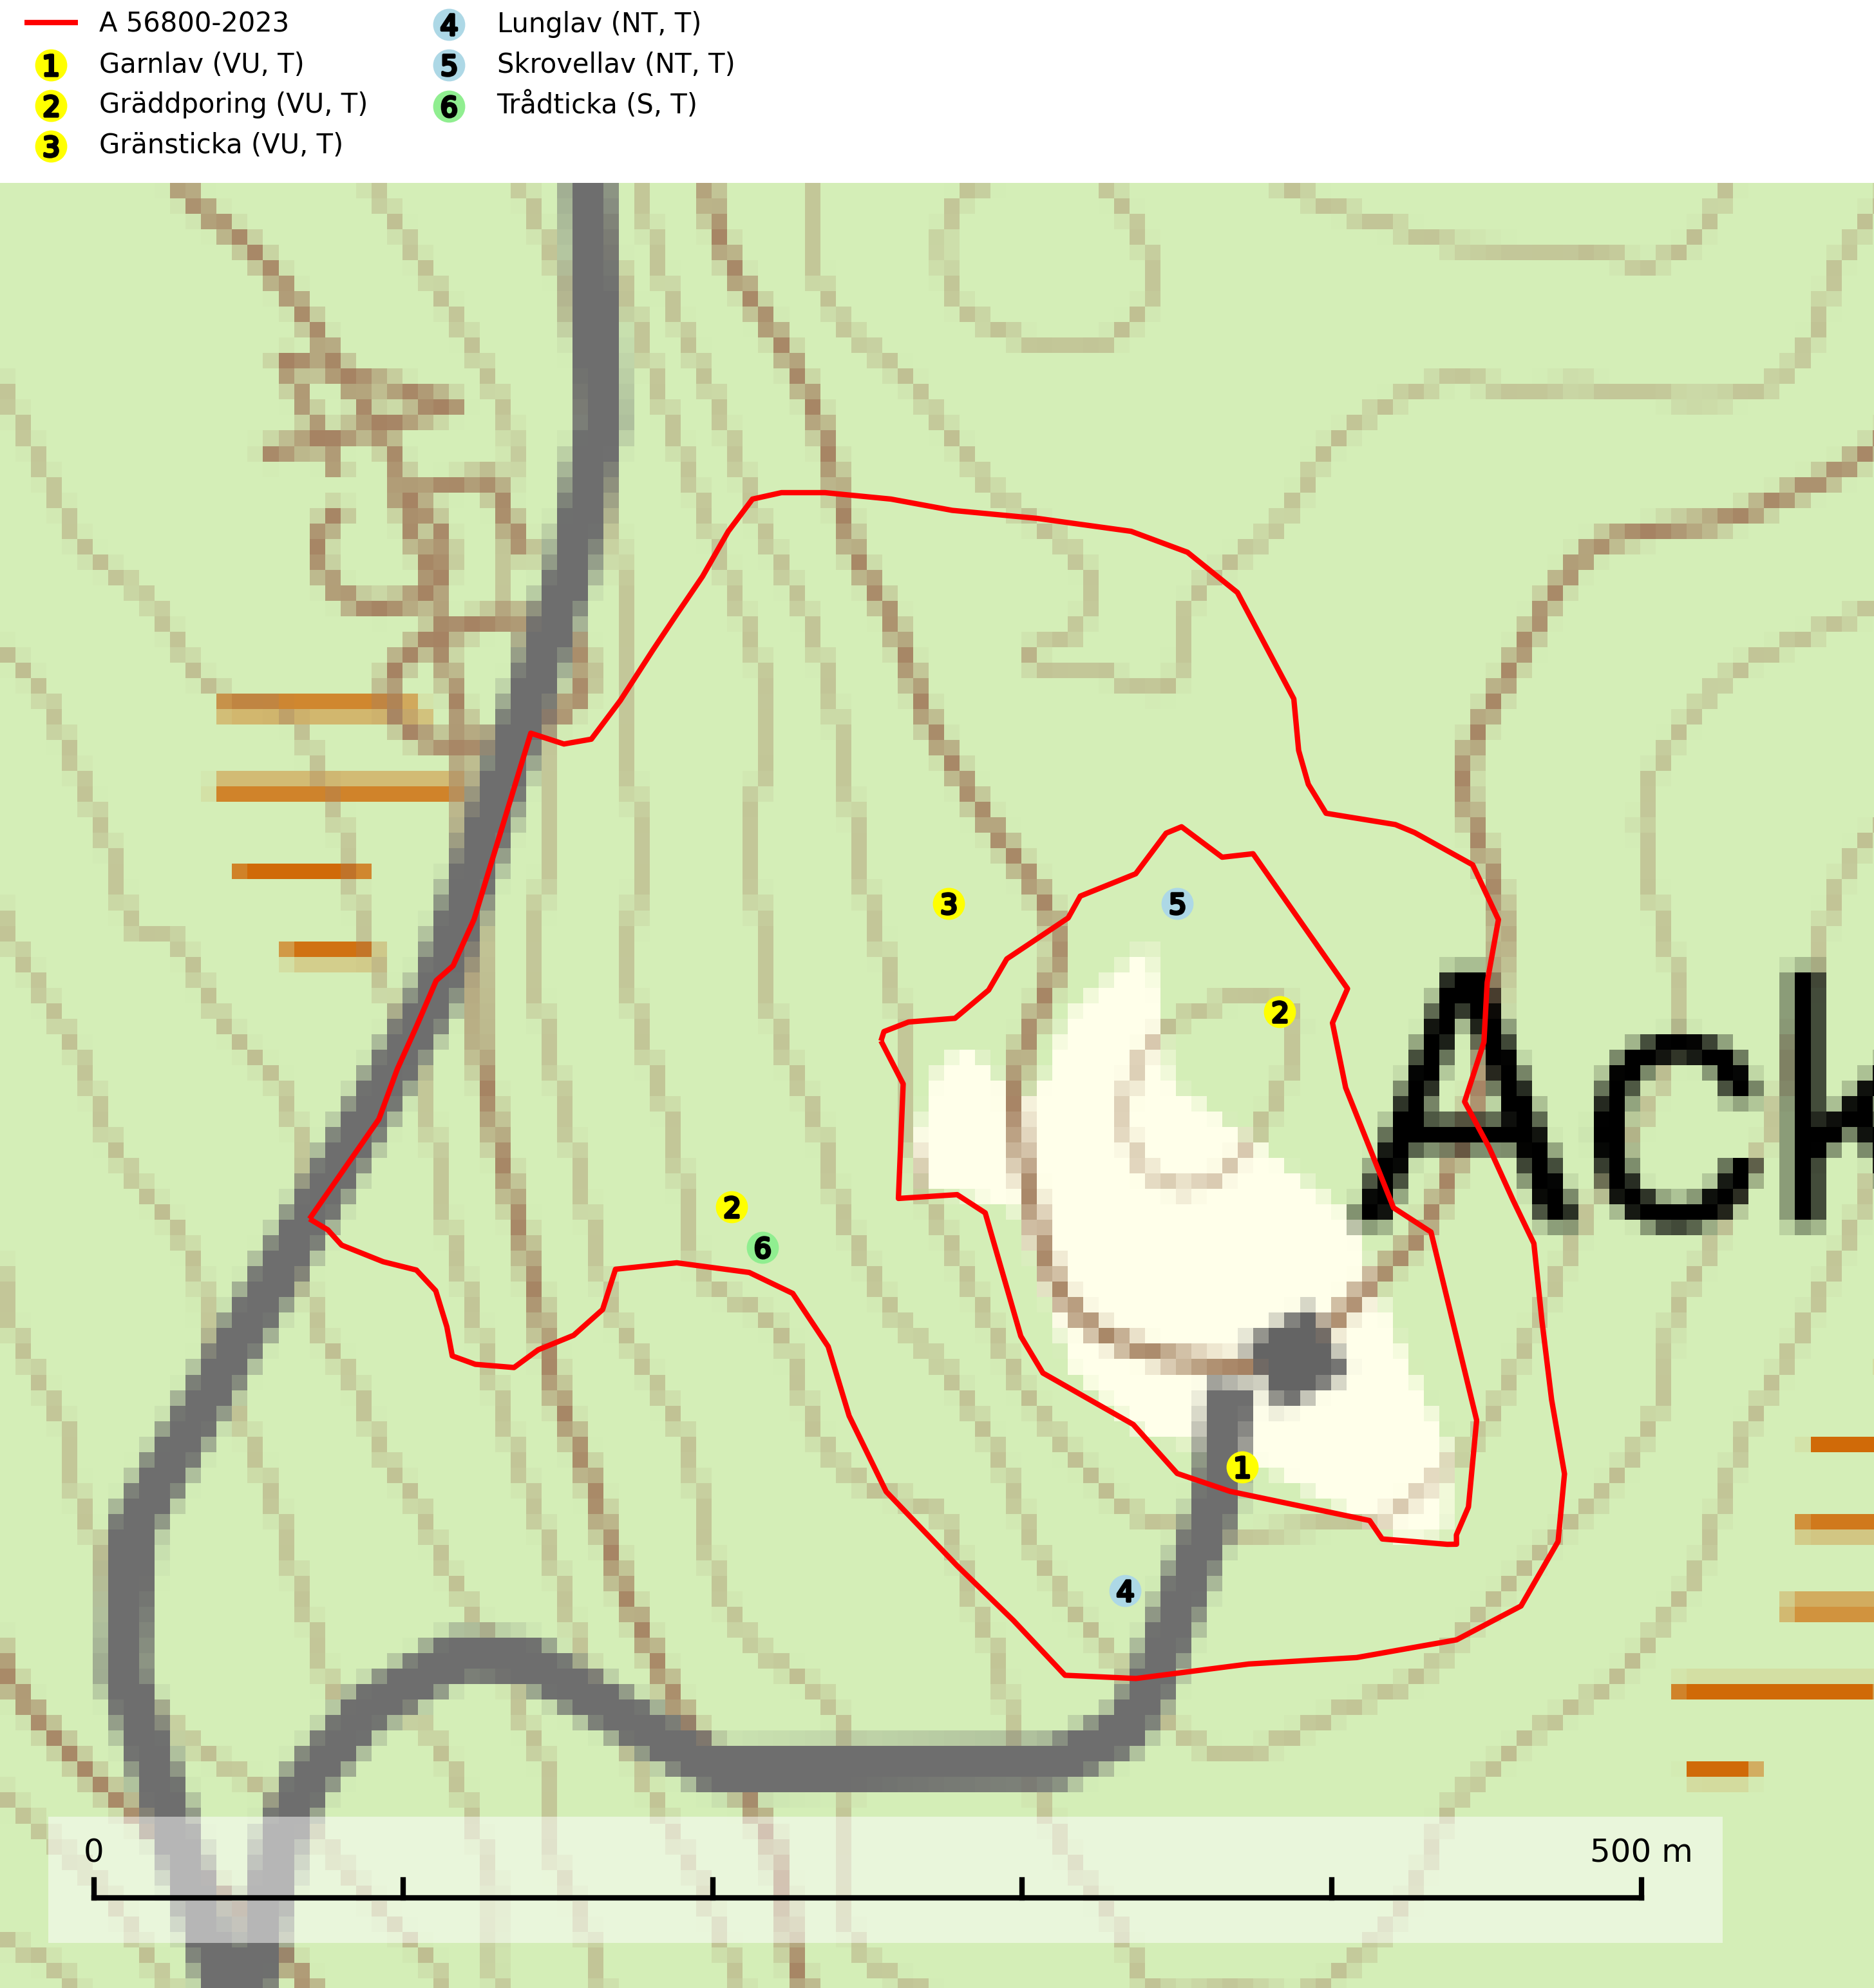 A 56800-2023
1 Garnlav (VU, T)
2 Gräddporing (VU, T)
3 Gränsticka (VU, T)
4 Lunglav (NT, T)
5 Skrovellav (NT, T)
6 Trådticka (S, T)
3
5
2
Ack
2
6
1
4
0
500 m